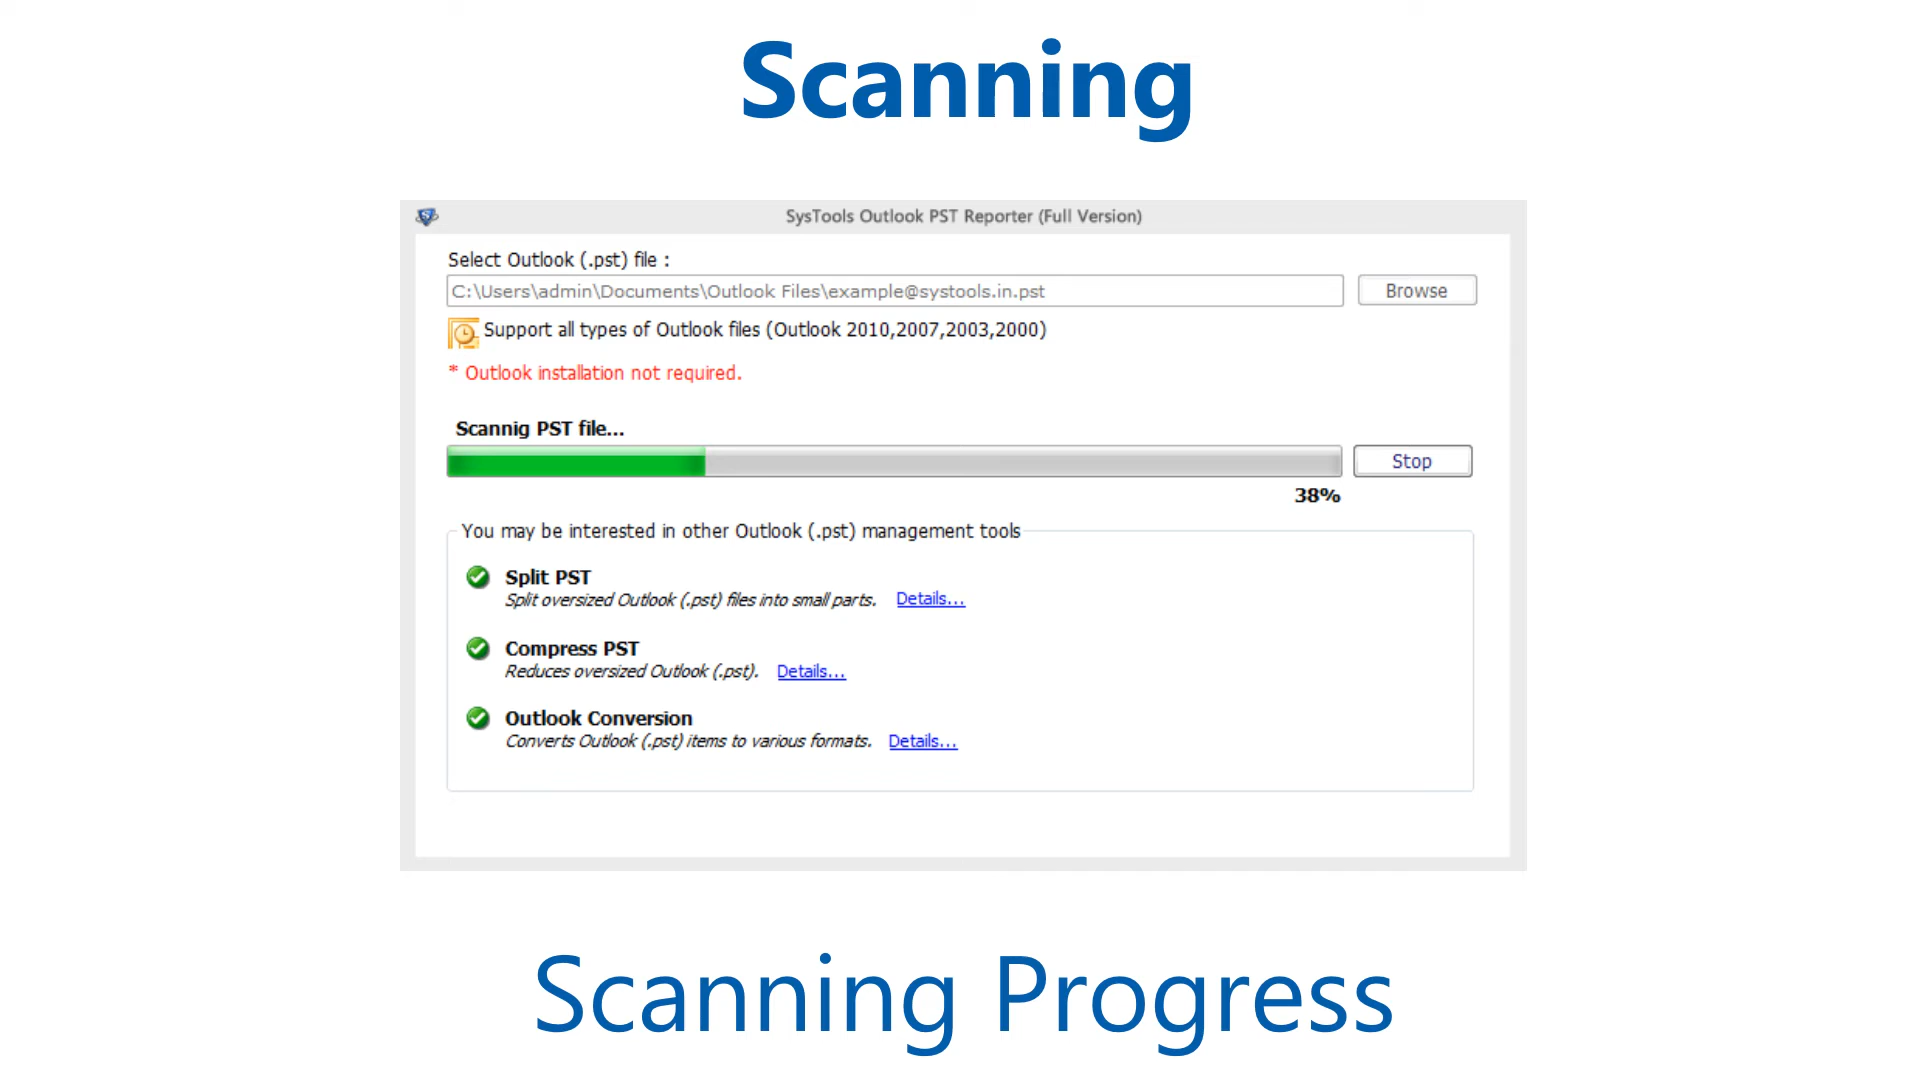 Scanning
SysTools Outlook PST Reporter (Full Version)
Select Outlook (.pst) file :
C:\Users\admin\Documents\Outlook Files\example@systools.in.pst
Browse
Support all types of Outlook files (Outlook 2010,2007,2003,2000)
* Outlook installation not required.
Scannig PST file...
Stop
38%
You may be interested in other Outlook (.pst) management tools
Split PST
Split oversized Outlook (.pst) files into small parts. Details...
Compress PST
Reduces oversized Outlook (.pst). Details...
Outlook Conversion
Converts Outlook (.pst) items to various formats. Details...
Scanning Progress